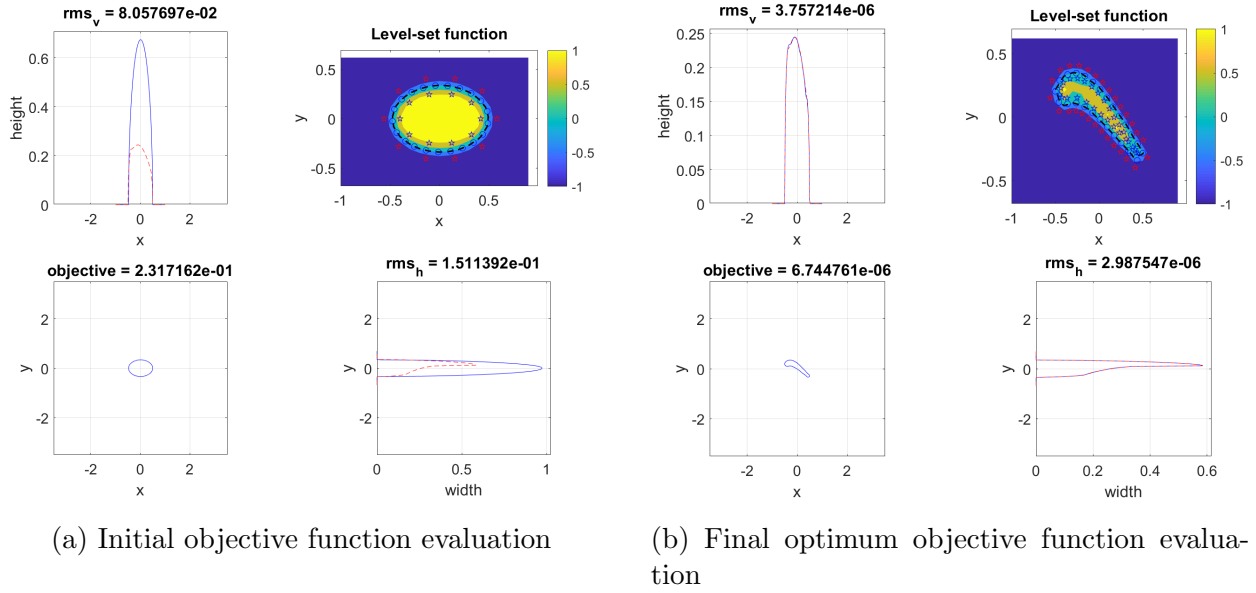 rms_v = 8.057697e-02
height
0.6
0.4
0.2
0
-2 0 2
x
Level-set function
y
0.5
0
-0.5
-1 -0.5 0 0.5
x
1
0.5
0
-0.5
-1
objective = 2.317162e-01
y
2
0
-2
-2 0 2
x
rms_h = 1.511392e-01
y
2
0
-2
0 0.5 1
width
(a) Initial objective function evaluation
rms_v = 3.757214e-06
height
0.25
0.2
0.15
0.1
0.05
0
-2 0 2
x
Level-set function
y
0.5
0
-0.5
-1 -0.5 0 0.5
x
1
0.5
0
-0.5
-1
objective = 6.744761e-06
y
2
0
-2
-2 0 2
x
rms_h = 2.987547e-06
y
2
0
-2
0 0.2 0.4 0.6
width
(b) Final optimum objective function evalua-
tion